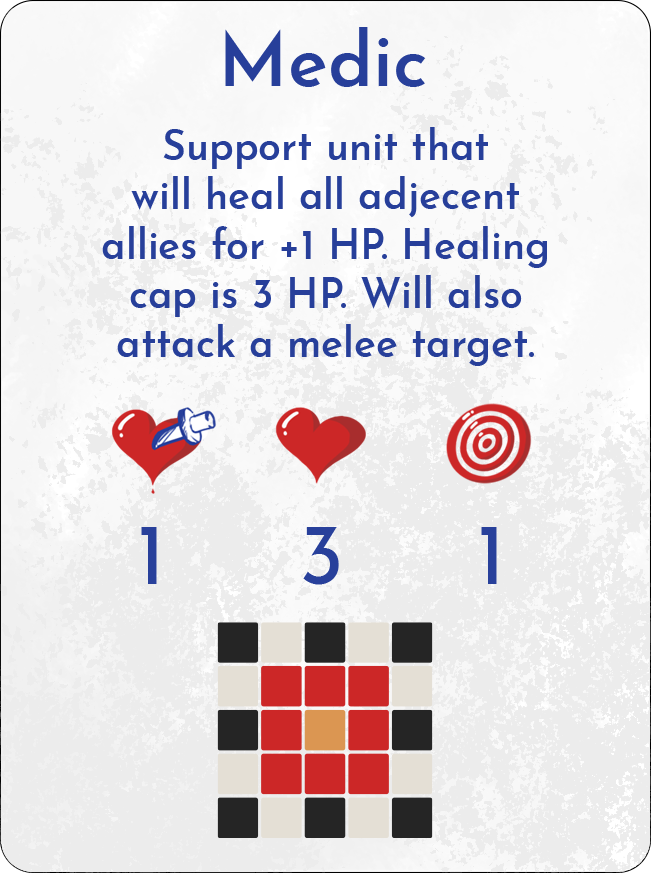 Medic
Support unit that
will heal all adjecent
allies for +1 HP. Healing
cap is 3 HP. Will also
attack a melee target.
1 3 1